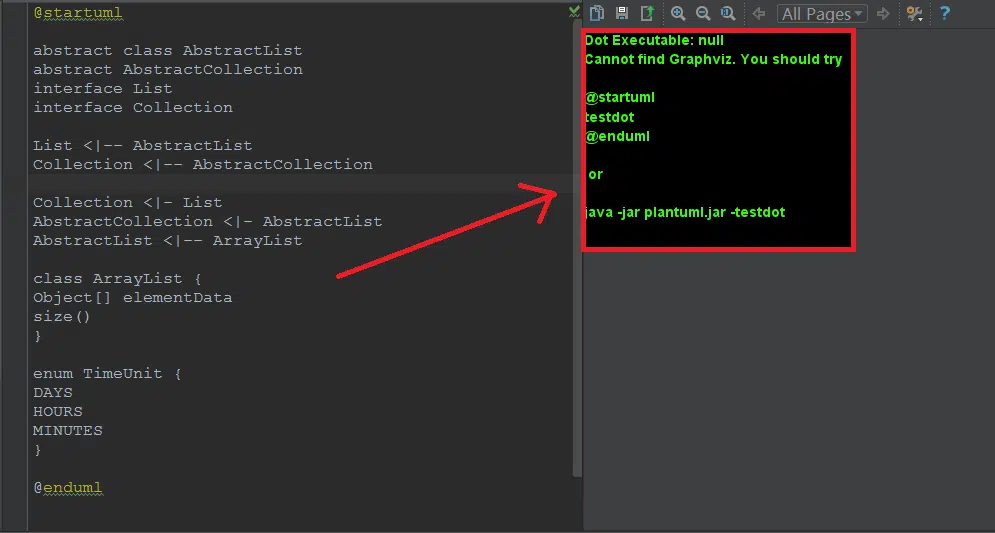 @startuml
abstract class AbstractList
abstract AbstractCollection
interface List
interface Collection
List <|-- AbstractList
Collection <|-- AbstractCollection
Collection <|- List
AbstractCollection <|- AbstractList
AbstractList <|-- ArrayList
class ArrayList {
Object[] elementData
size()
}
enum TimeUnit {
DAYS
HOURS
MINUTES
}
@enduml
All Pages
?
Dot Executable: null
Cannot find Graphviz. You should try
@startuml
testdot
@enduml
or
java -jar plantuml.jar -testdot